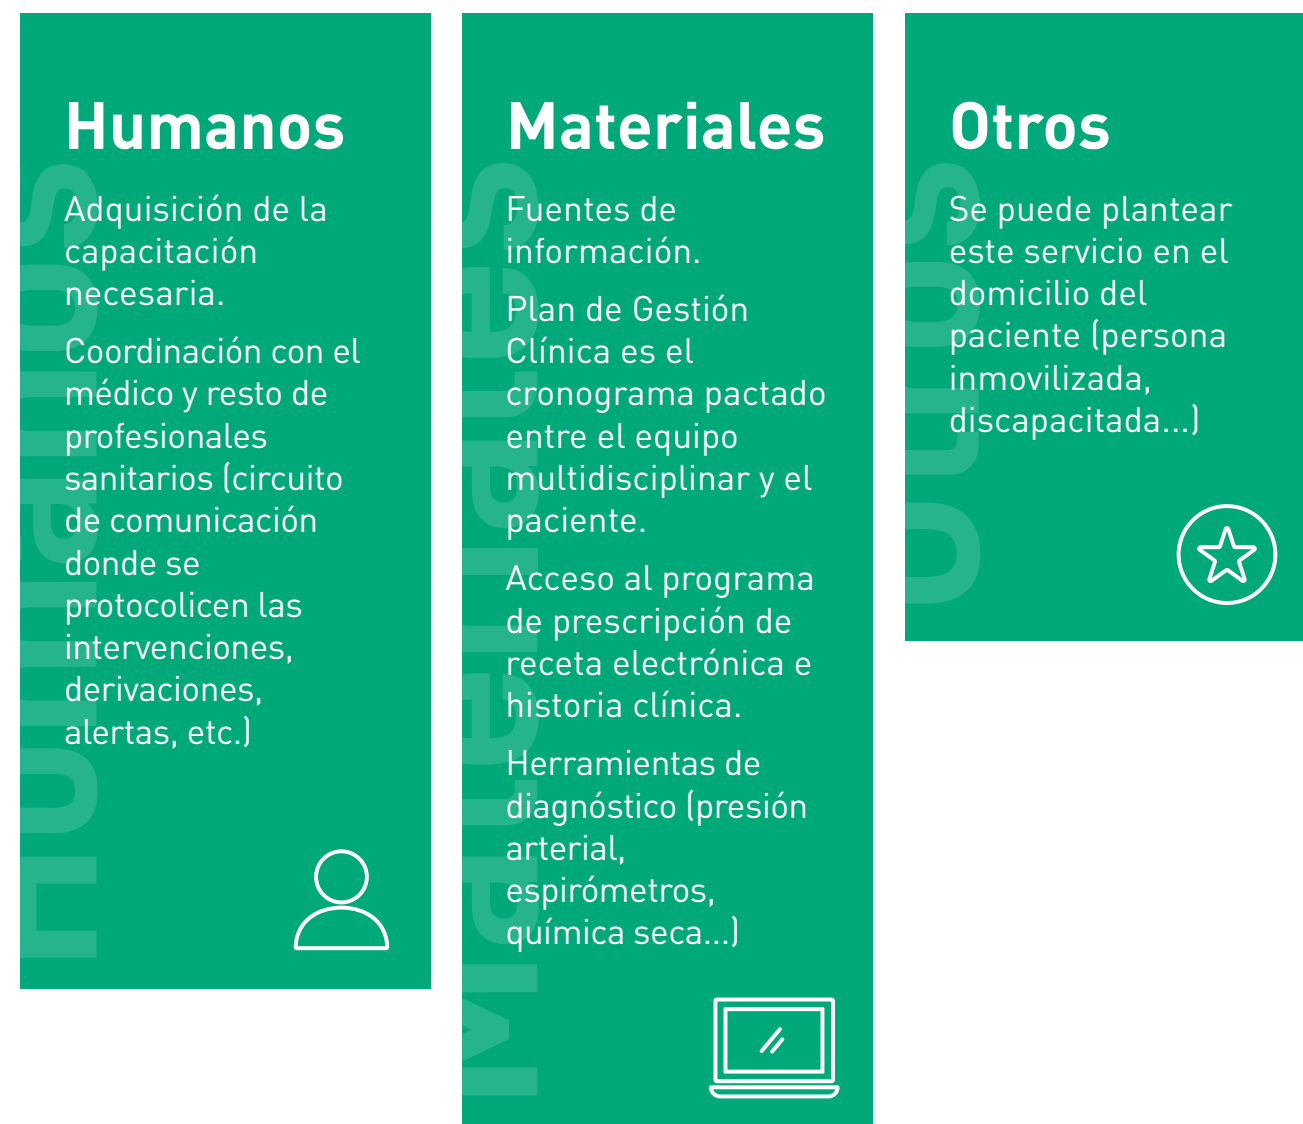 Humanos
Adquisición de la
capacitación
necesaria.
Coordinación con el
médico y resto de
profesionales
sanitarios (circuito
de comunicación
donde se
protocolicen las
intervenciones,
derivaciones,
alertas, etc.)
Humanos
Materiales
Fuentes de
información.
Plan de Gestión
Clínica es el
cronograma pactado
entre el equipo
multidisciplinar y el
paciente.
Acceso al programa
de prescripción de
receta electrónica e
historia clínica.
Herramientas de
diagnóstico (presión
arterial,
espirómetros,
química seca...)
Materiales
Otros
Se puede plantear
este servicio en el
domicilio del
paciente (persona
inmovilizada,
discapacitada...)
Otros